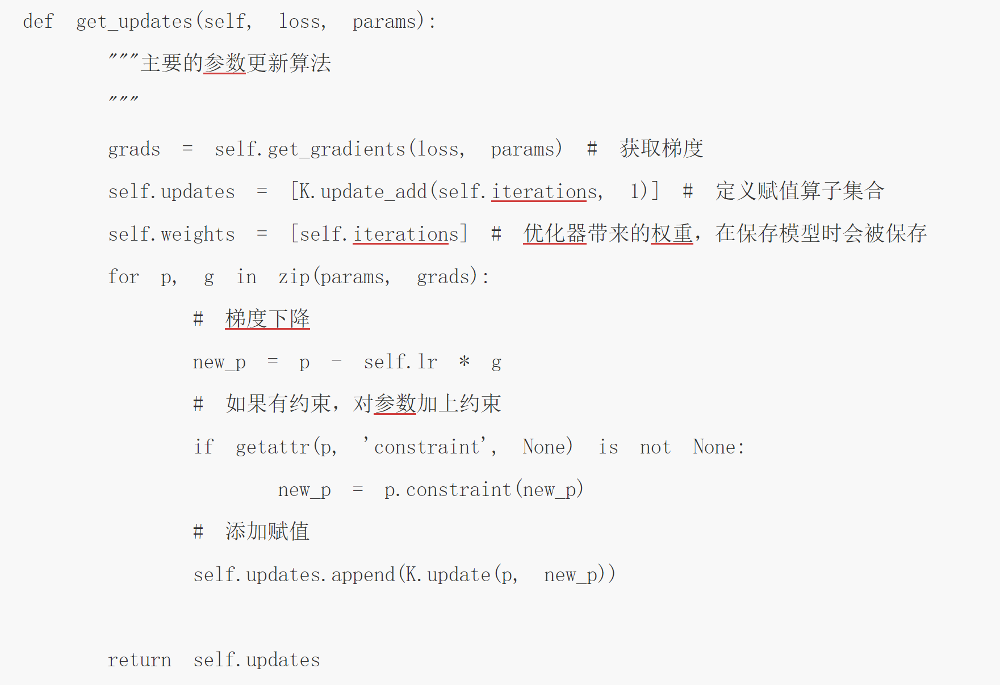 def get_updates(self, loss, params):
"""主要的参数更新算法
"""
grads = self.get_gradients(loss, params) # 获取梯度
self.updates = [K.update_add(self.iterations, 1)] # 定义赋值算子集合
self.weights = [self.iterations] # 优化器带来的权重，在保存模型时会被保存
for p, g in zip(params, grads):
# 梯度下降
new_p = p - self.lr * g
# 如果有约束，对参数加上约束
if getattr(p, 'constraint', None) is not None:
new_p = p.constraint(new_p)
# 添加赋值
self.updates.append(K.update(p, new_p))
return self.updates